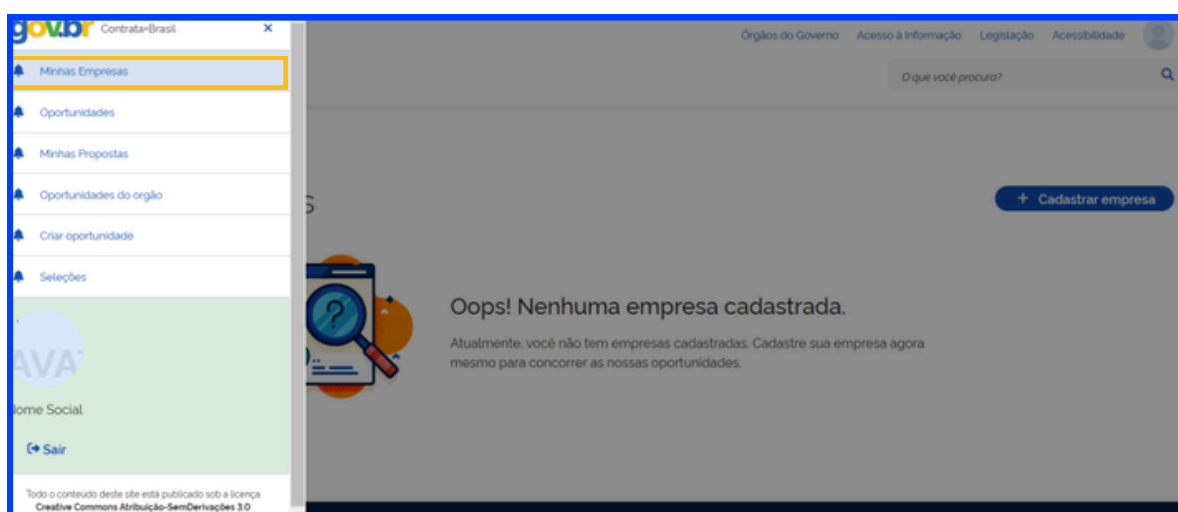 gov.br Contrata+Brasil ×
Órgãos do Governo Acesso à Informação Legislação Acessibilidade
Minhas Empresas
O que você procura?
Oportunidades
Minhas Propostas
Oportunidades do orgão
s
+ Cadastrar empresa
Criar oportunidade
Seleções
Oops! Nenhuma empresa cadastrada.
Atualmente, você não tem empresas cadastradas. Cadastre sua empresa agora
mesmo para concorrer as nossas oportunidades.
AVA
ome Social
Sair
Todo o conteúdo deste site está publicado sob a licença
Creative Commons Atribuição-SemDerivações 3.0